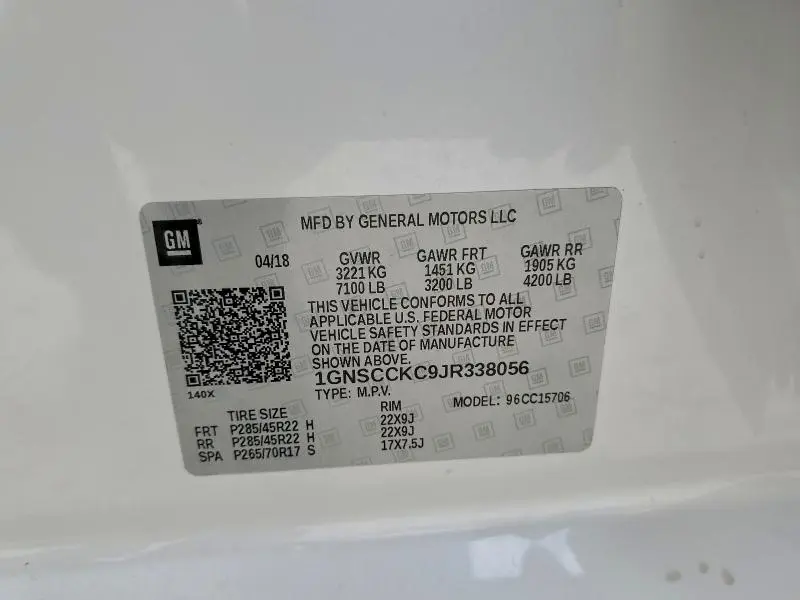 GM
MFD BY GENERAL MOTORS LLC
04/18 GVWR GAWR FRT GAWR RR
3221 KG 1451 KG 1905 KG
7100 LB 3200 LB 4200 LB
THIS VEHICLE CONFORMS TO ALL
APPLICABLE U.S. FEDERAL MOTOR
VEHICLE SAFETY STANDARDS IN EFFECT
ON THE DATE OF MANUFACTURE
SHOWN ABOVE.
1GNSCCKC9JR338056
140X
TYPE: M.P.V. MODEL: 96CC15706
TIRE SIZE RIM
FRT P285/45R22 H 22X9J
RR P285/45R22 H 22X9J
SPA P265/70R17 S 17X7.5J